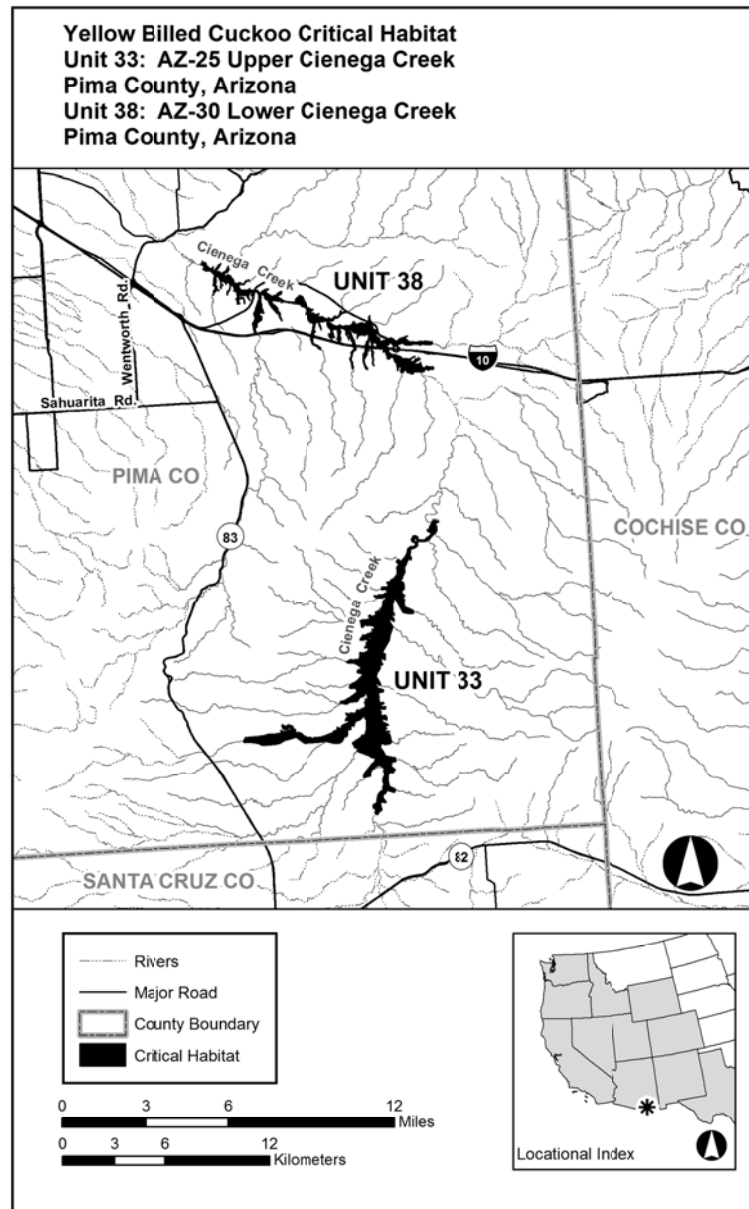 Yellow Billed Cuckoo Critical Habitat
Unit 33: AZ-25 Upper Cienega Creek
Pima County, Arizona
Unit 38: AZ-30 Lower Cienega Creek
Pima County, Arizona
Cienega Creek
UNIT 38
Wentworth Rd.
10
Sahuarita Rd.
PIMA CO
83
COCHISE CO
Cienega Creek
UNIT 33
82
SANTA CRUZ CO
Rivers
Major Road
County Boundary
Critical Habitat
0 3 6 12
Miles
0 3 6 12
Kilometers
Locational Index